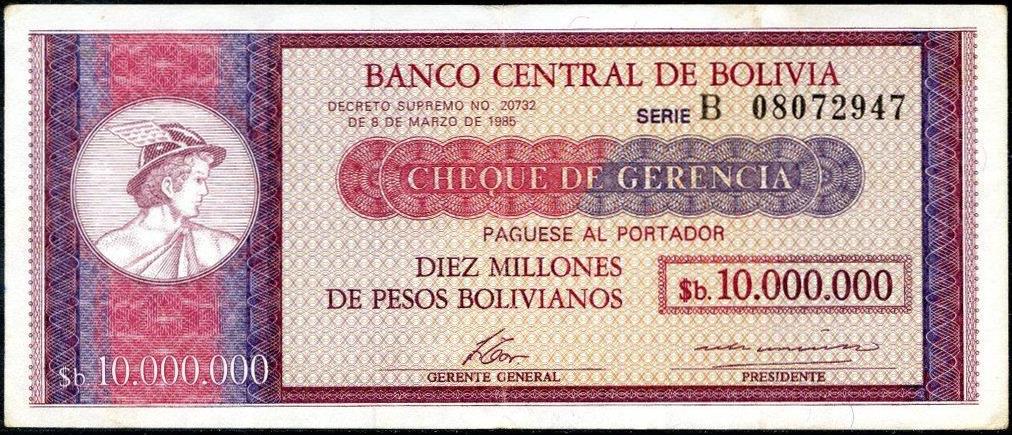 BANCO CENTRAL DE BOLIVIA
DECRETO SUPREMO NO. 20732
DE 8 DE MARZO DE 1985
SERIE B 08072947
CHEQUE DE GERENCIA
PAGUESE AL PORTADOR
DIEZ MILLONES
DE PESOS BOLIVIANOS
$b. 10.000.000
GERENTE GENERAL
PRESIDENTE
$b 10.000.000